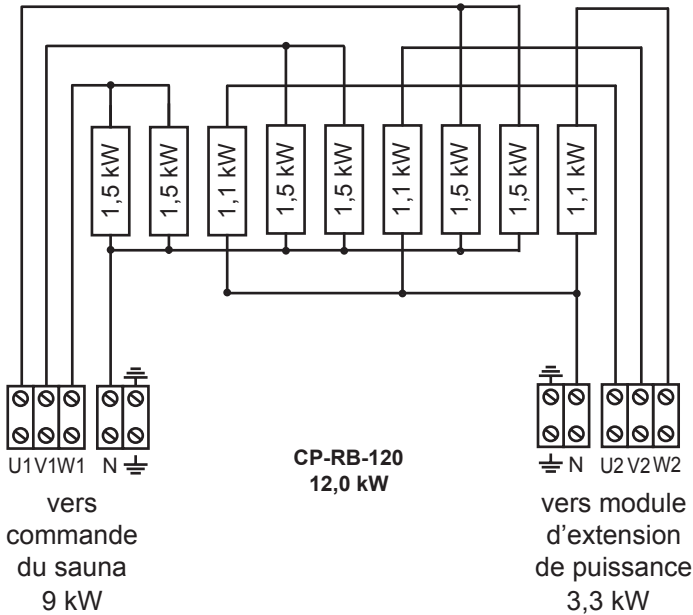 1,5 kW
1,5 kW
1,1 kW
1,5 kW
1,5 kW
1,1 kW
1,5 kW
1,5 kW
1,1 kW
U1 V1 W1 N
N U2 V2 W2
CP-RB-120
12,0 kW
vers
commande
du sauna
9 kW
vers module
d'extension
de puissance
3,3 kW